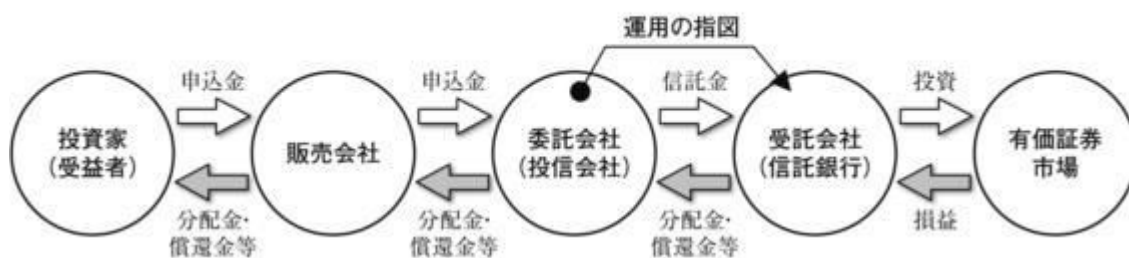 運用の指図
申込金
申込金
信託金
投資
投資家
(受益者)
販売会社
委託会社
(投信会社)
受託会社
(信託銀行)
有価証券
市場
分配金・
償還金等
分配金・
償還金等
分配金・
償還金等
損益